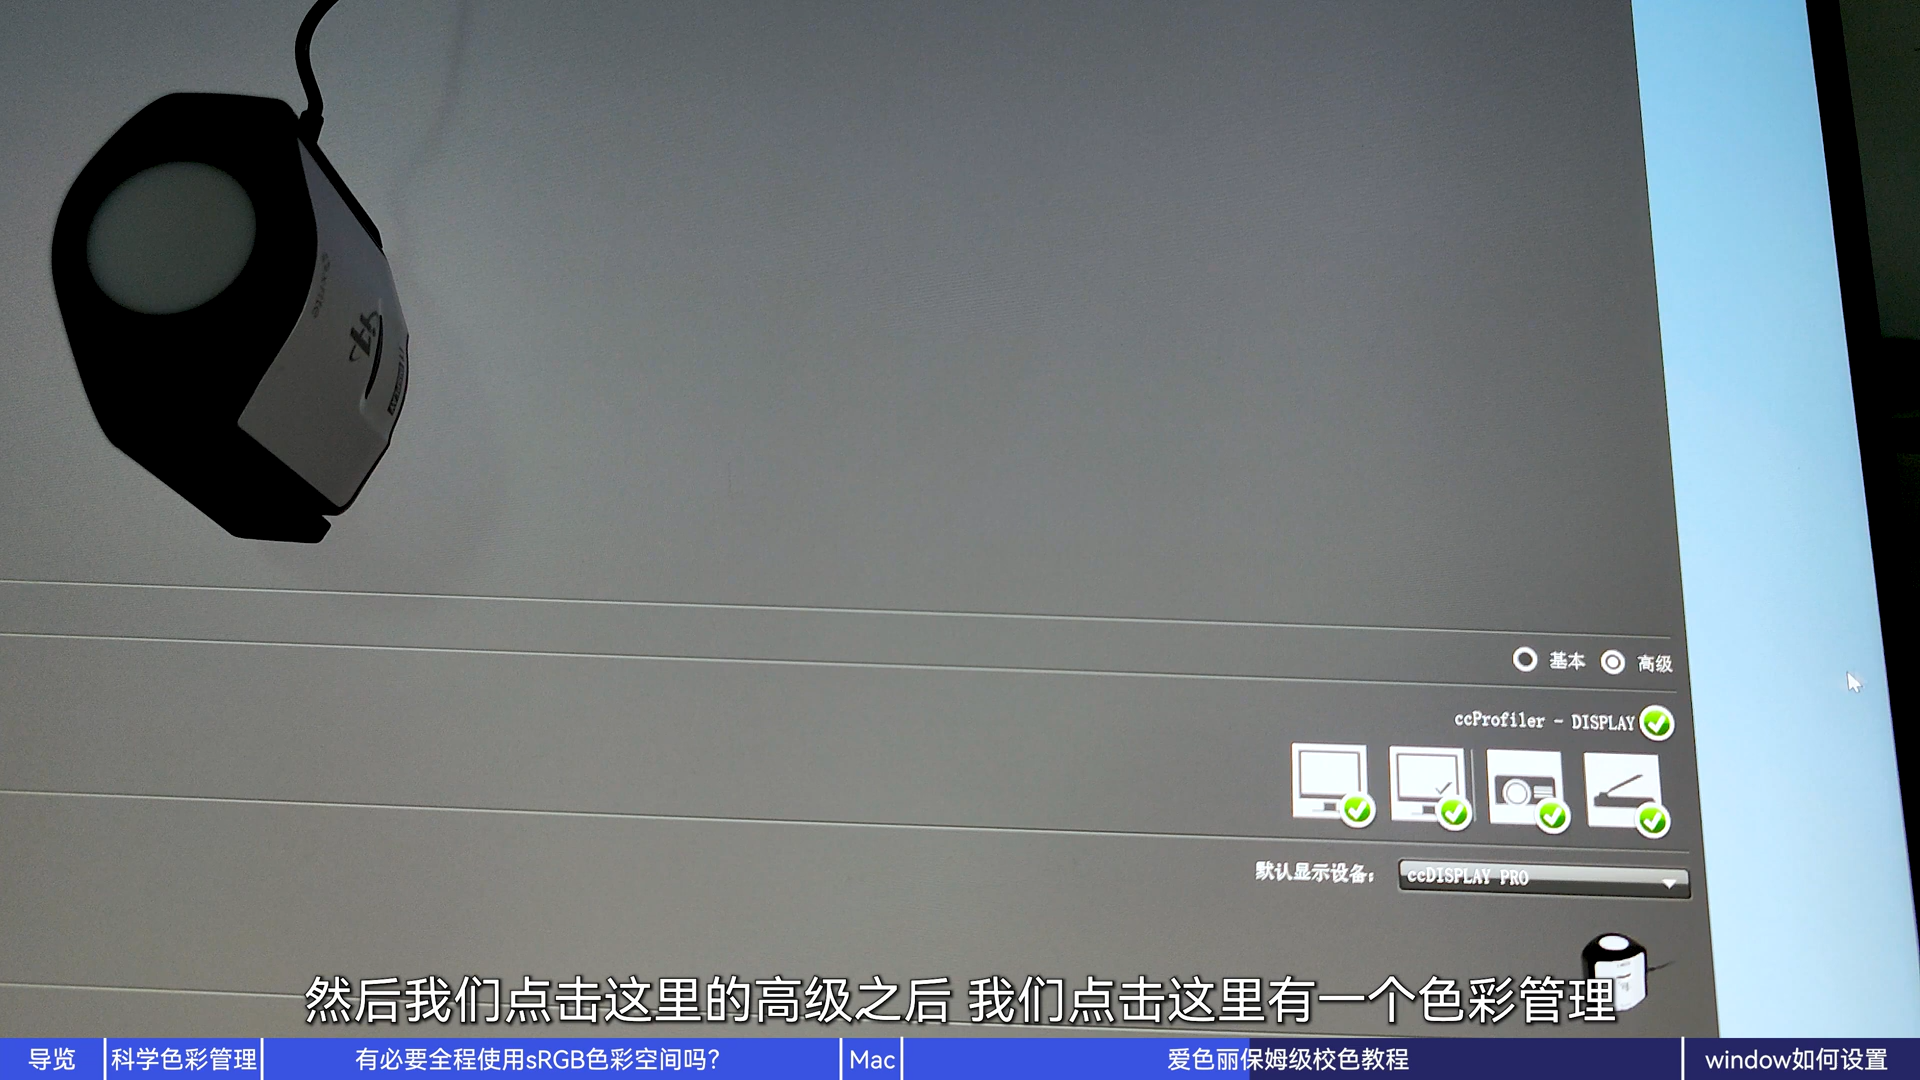 基本 高级
ccProfiler - DISPLAY
默认显示设备: ccDISPLAY PRO
然后我们点击这里的高级之后 我们点击这里有一个色彩管理
导览 科学色彩管理 有必要全程使用sRGB色彩空间吗? Mac 爱色丽保姆级校色教程 window如何设置